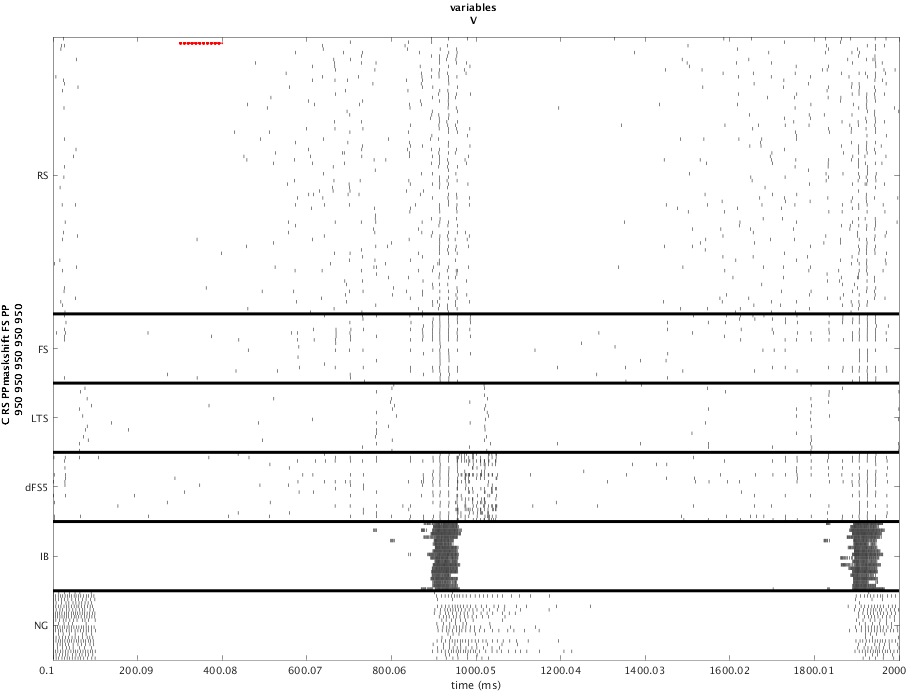 variables
V
RS
FS
LTS
dFS5
IB
NG
C RS PPmaskshift FS PP
950 950 950 950 950
0.1 200.09 400.08 600.07 800.06 1000.05 1200.04 1400.03 1600.02 1800.01 2000
time (ms)